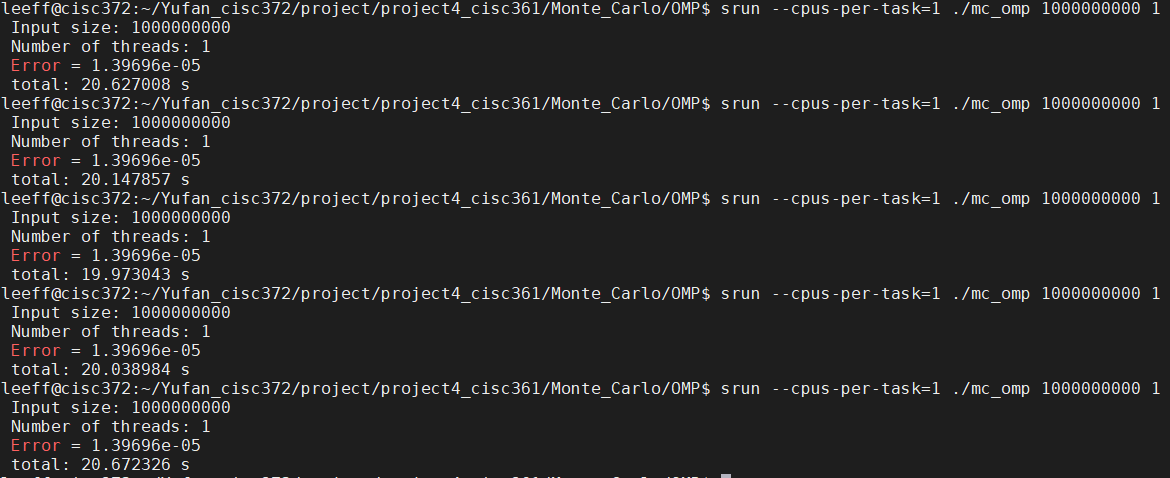 leeff@cisc372:~/Yufan_cisc372/project/project4_cisc361/Monte_Carlo/OMP$ srun --cpus-per-task=1 ./mc_omp 1000000000 1
Input size: 1000000000
Number of threads: 1
Error = 1.39696e-05
total: 20.627008 s
leeff@cisc372:~/Yufan_cisc372/project/project4_cisc361/Monte_Carlo/OMP$ srun --cpus-per-task=1 ./mc_omp 1000000000 1
Input size: 1000000000
Number of threads: 1
Error = 1.39696e-05
total: 20.147857 s
leeff@cisc372:~/Yufan_cisc372/project/project4_cisc361/Monte_Carlo/OMP$ srun --cpus-per-task=1 ./mc_omp 1000000000 1
Input size: 1000000000
Number of threads: 1
Error = 1.39696e-05
total: 19.973043 s
leeff@cisc372:~/Yufan_cisc372/project/project4_cisc361/Monte_Carlo/OMP$ srun --cpus-per-task=1 ./mc_omp 1000000000 1
Input size: 1000000000
Number of threads: 1
Error = 1.39696e-05
total: 20.038984 s
leeff@cisc372:~/Yufan_cisc372/project/project4_cisc361/Monte_Carlo/OMP$ srun --cpus-per-task=1 ./mc_omp 1000000000 1
Input size: 1000000000
Number of threads: 1
Error = 1.39696e-05
total: 20.672326 s